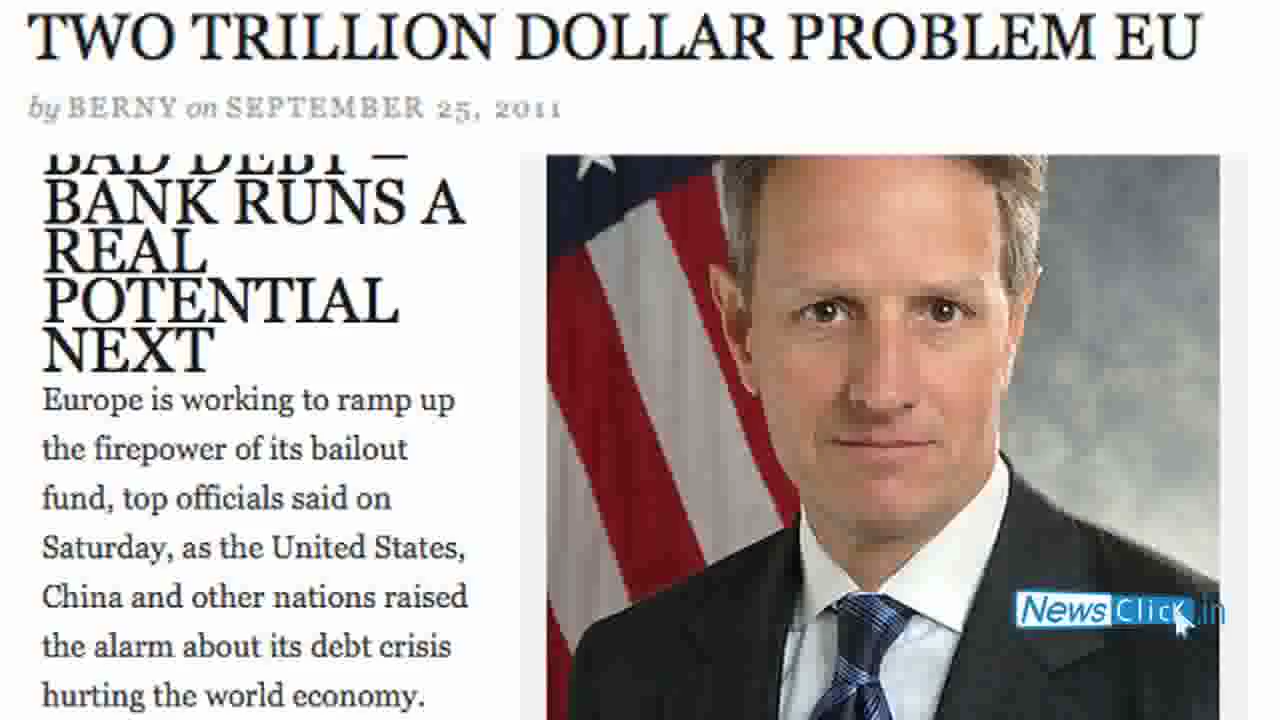 TWO TRILLION DOLLAR PROBLEM EU
by BERNY on SEPTEMBER 25, 2011
BAD DEBT –
BANK RUNS A
REAL
POTENTIAL
NEXT
Europe is working to ramp up
the firepower of its bailout
fund, top officials said on
Saturday, as the United States,
China and other nations raised
the alarm about its debt crisis
hurting the world economy.
NewsClick.in